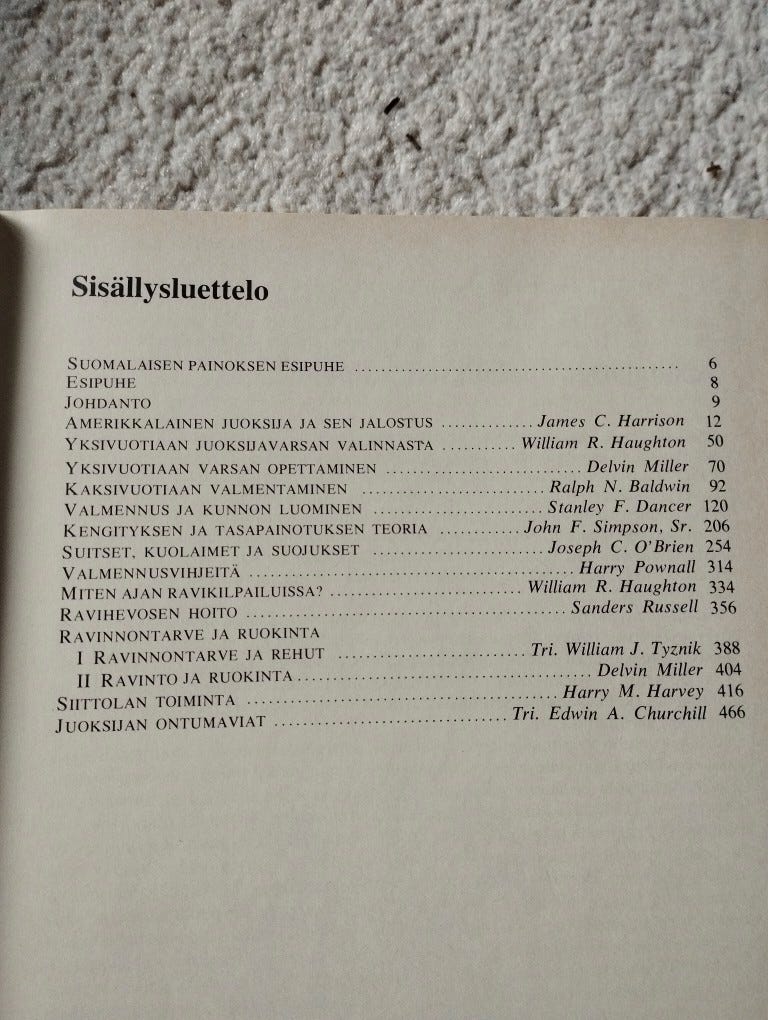 Sisällysluettelo
SUOMALAISEN PAINOKSEN ESIPUHE ................................................. 6
ESIPUHE 8
JOHDANTO 9
AMERIKKALAINEN JUOKSIJA JA SEN JALOSTUS .............. James C. Harrison 12
YKSIVUOTIAAN JUOKSIJAVARSAN VALINNASTA ........... William R. Haughton 50
YKSIVUOTIAAN VARSAN OPETTAMINEN .............................. Delvin Miller 70
KAKSIVUOTIAAN VALMENTAMINEN ............................ Ralph N. Baldwin 92
VALMENNUS JA KUNNON LUOMINEN .......................... Stanley F. Dancer 120
KENGITYKSEN JA TASAPAINOTUKSEN TEORIA ............ John F. Simpson, Sr. 206
SUITSET, KUOLAIMET JA SUOJUKSET .......................... Joseph C. O'Brien 254
VALMENNUSVIHJEITÄ .................................................. Harry Pownall 314
MITEN AJAN RAVIKILPAILUISSA? .............................. William R. Haughton 334
RAVIHEVOSEN HOITO ................................................ Sanders Russell 356
RAVINNONTARVE JA RUOKINTA
I RAVINNONTARVE JA REHUT ............................ Tri. William J. Tyznik 388
II RAVINTO JA RUOKINTA ............................................. Delvin Miller 404
SIITTOLAN TOIMINTA ............................................... Harry M. Harvey 416
JUOKSIJAN ONTUMAVIAT ................................... Tri. Edwin A. Churchill 466